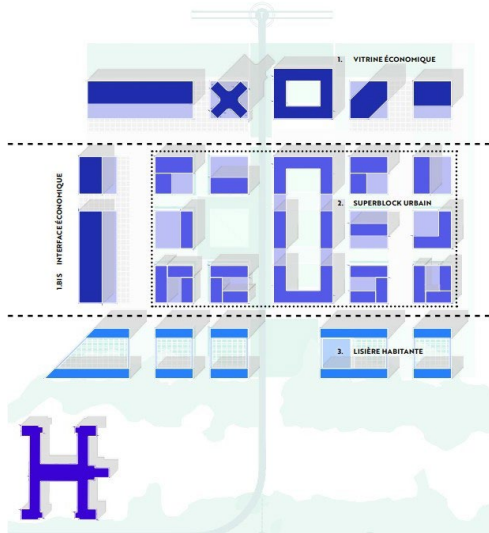 1. VITRINE ÉCONOMIQUE
1.BIS INTERFACE ÉCONOMIQUE
2. SUPERBLOCK URBAIN
3. LISIÈRE HABITANTE